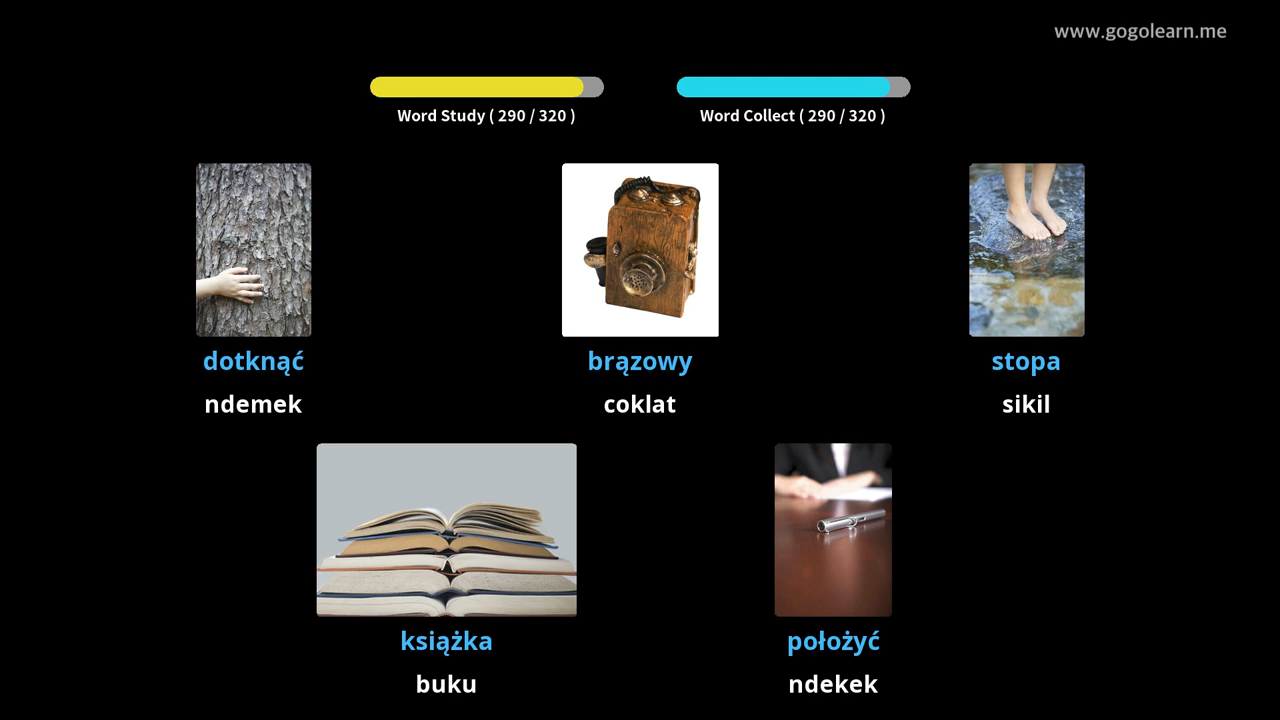 www.gogolearn.me
Word Study ( 290 / 320 )
Word Collect ( 290 / 320 )
dotknąć
ndemek
brązowy
coklat
stopa
sikil
książka
buku
położyć
ndekek